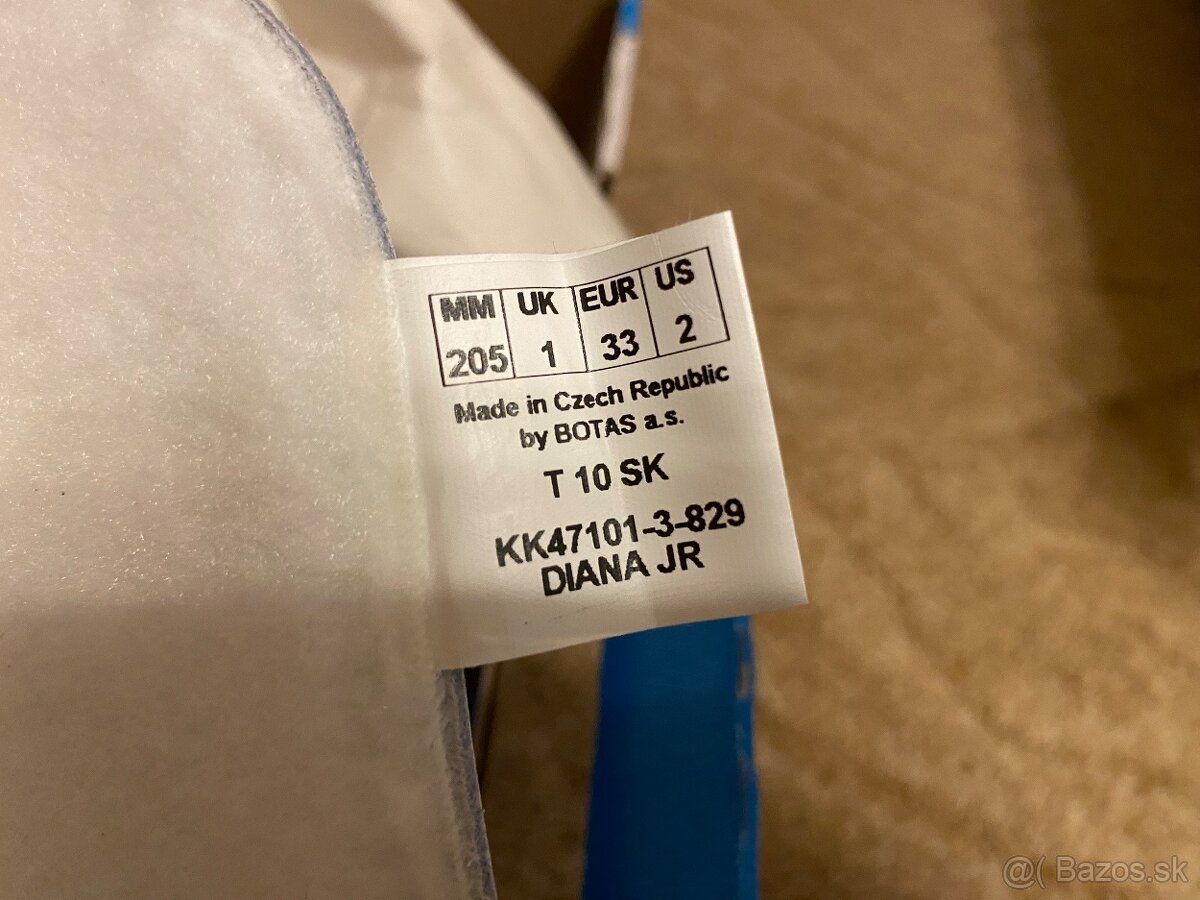 MM UK EUR US
205 1 33 2
Made in Czech Republic
by BOTAS a.s.
T 10 SK
KK47101-3-829
DIANA JR
@( Bazos.sk